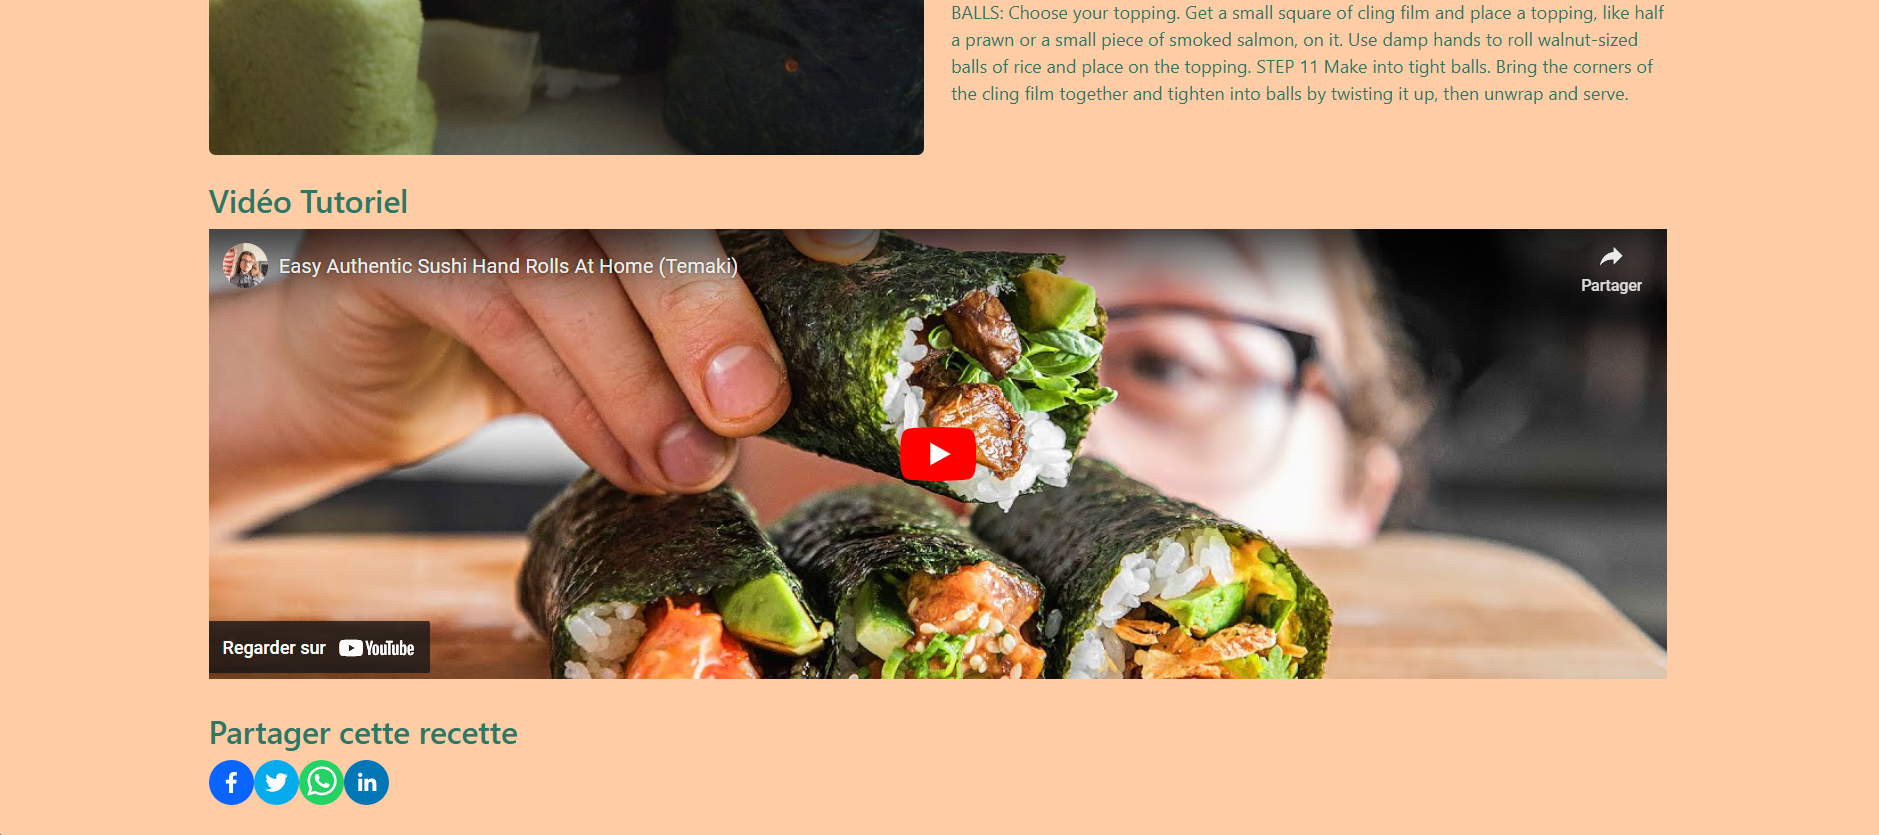 BALLS: Choose your topping. Get a small square of cling film and place a topping, like half
a prawn or a small piece of smoked salmon, on it. Use damp hands to roll walnut-sized
balls of rice and place on the topping. STEP 11 Make into tight balls. Bring the corners of
the cling film together and tighten into balls by twisting it up, then unwrap and serve.
Vidéo Tutoriel
Easy Authentic Sushi Hand Rolls At Home (Temaki)
Partager
Regarder sur YouTube
Partager cette recette
f
in